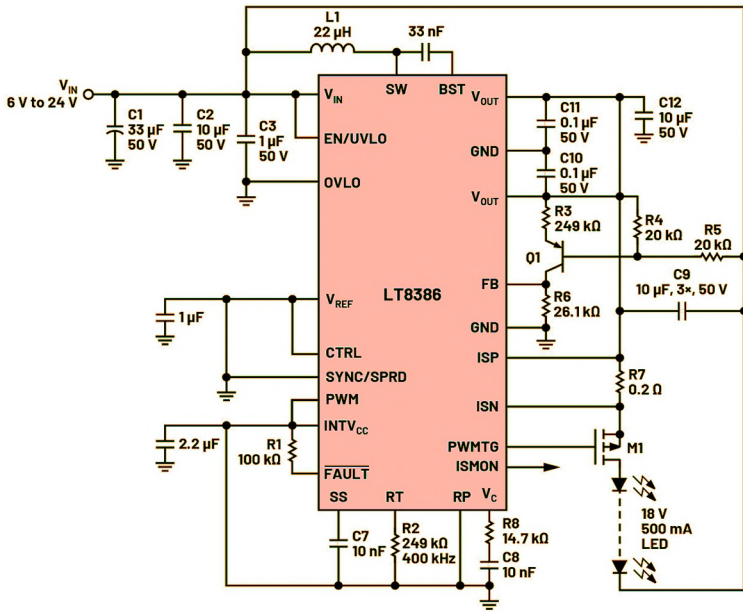 L1
22 µH
33 nF
V_IN
6 V to 24 V
C1
33 µF
50 V
C2
10 µF
50 V
C3
1 µF
50 V
V_IN
SW
BST
V_OUT
EN/UVLO
OVLO
GND
V_OUT
C11
0.1 µF
50 V
C10
0.1 µF
50 V
C12
10 µF
50 V
R3
249 kΩ
R4
20 kΩ
R5
20 kΩ
Q1
C9
10 µF, 3×, 50 V
LT8386
FB
R6
26.1 kΩ
GND
V_REF
1 µF
CTRL
SYNC/SPRD
ISP
R7
0.2 Ω
PWM
ISN
INTV_CC
2.2 µF
R1
100 kΩ
PWMTG
M1
ISMON
FAULT
SS
RT
RP
V_C
C7
10 nF
R2
249 kΩ
400 kHz
R8
14.7 kΩ
C8
10 nF
18 V
500 mA
LED